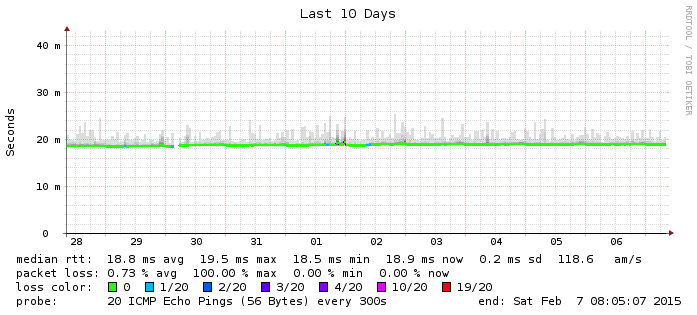 Last 10 Days
RRDTOOL / TOBI OETIKER
Seconds
40 m
30 m
20 m
10 m
0
28 29 30 31 01 02 03 04 05 06
median rtt: 18.8 ms avg 19.5 ms max 18.5 ms min 18.9 ms now 0.2 ms sd 118.6 am/s
packet loss: 0.73 % avg 100.00 % max 0.00 % min 0.00 % now
loss color: 0 1/20 2/20 3/20 4/20 10/20 19/20
probe: 20 ICMP Echo Pings (56 Bytes) every 300s end: Sat Feb 7 08:05:07 2015